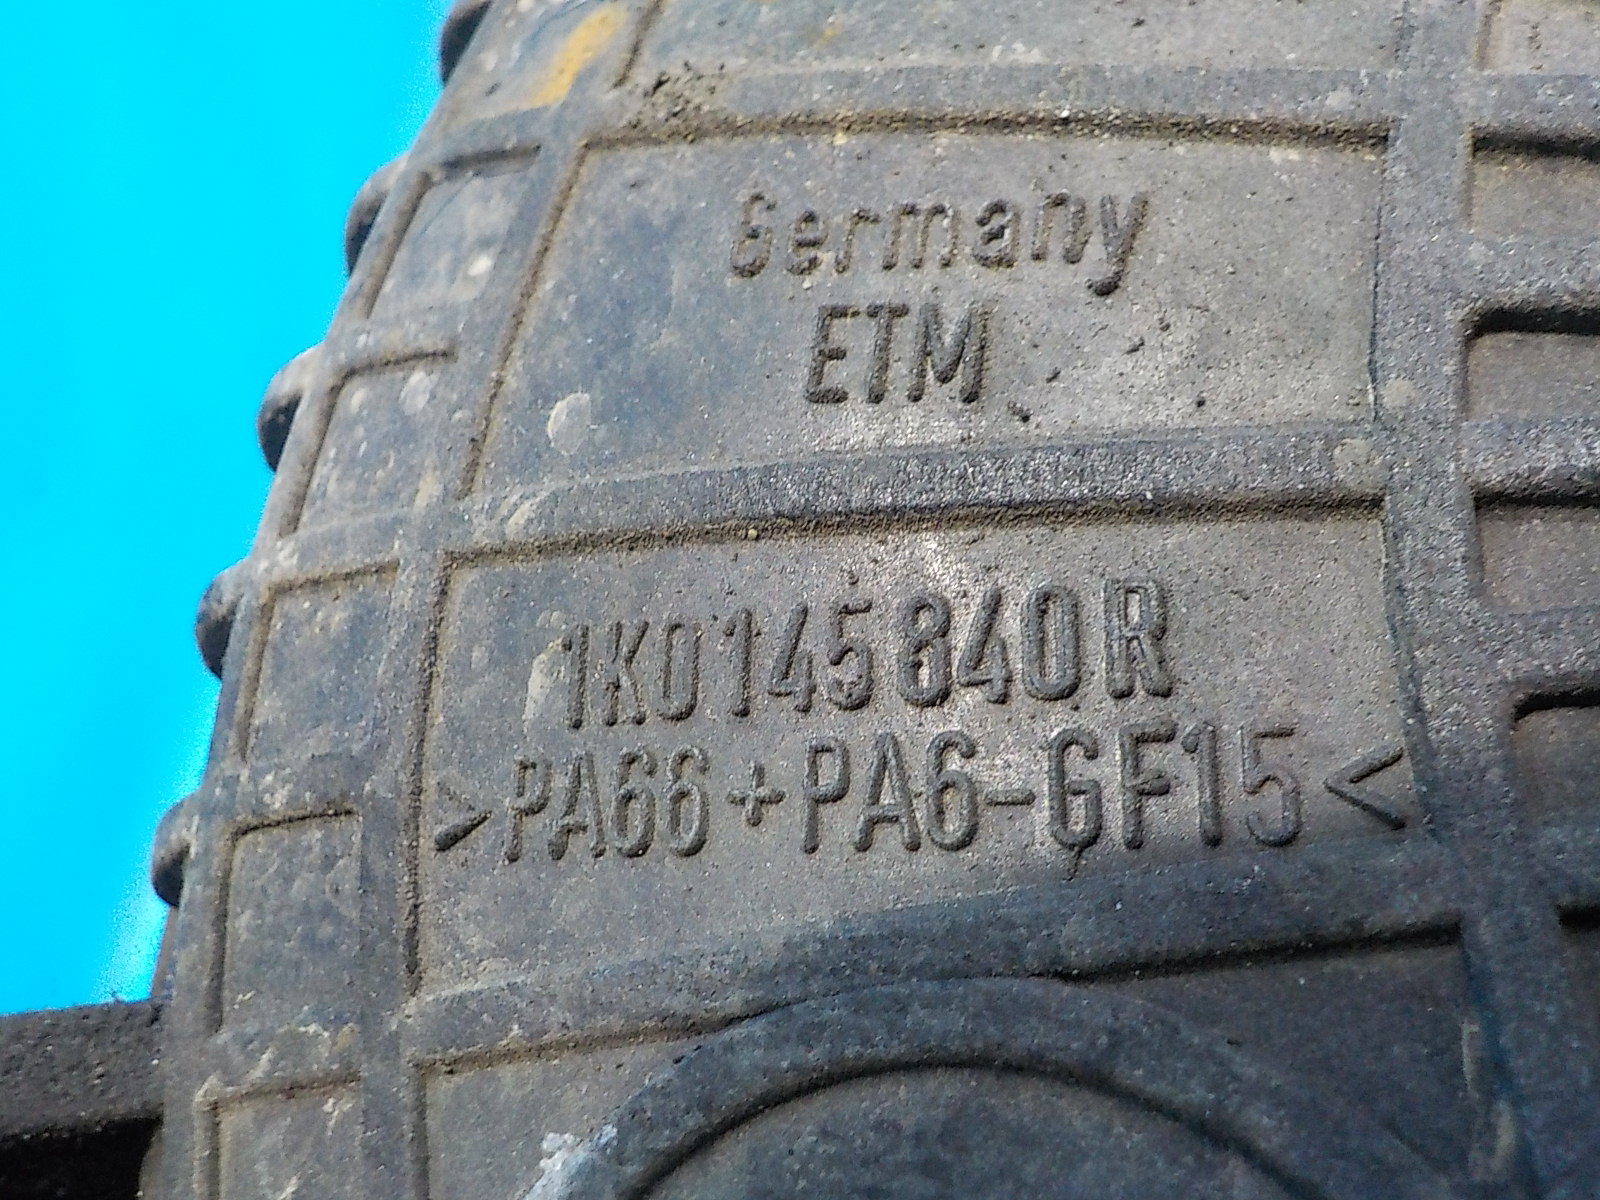 Germany
ETM
1K0 145 840 R
>PA66+PA6-GF15<